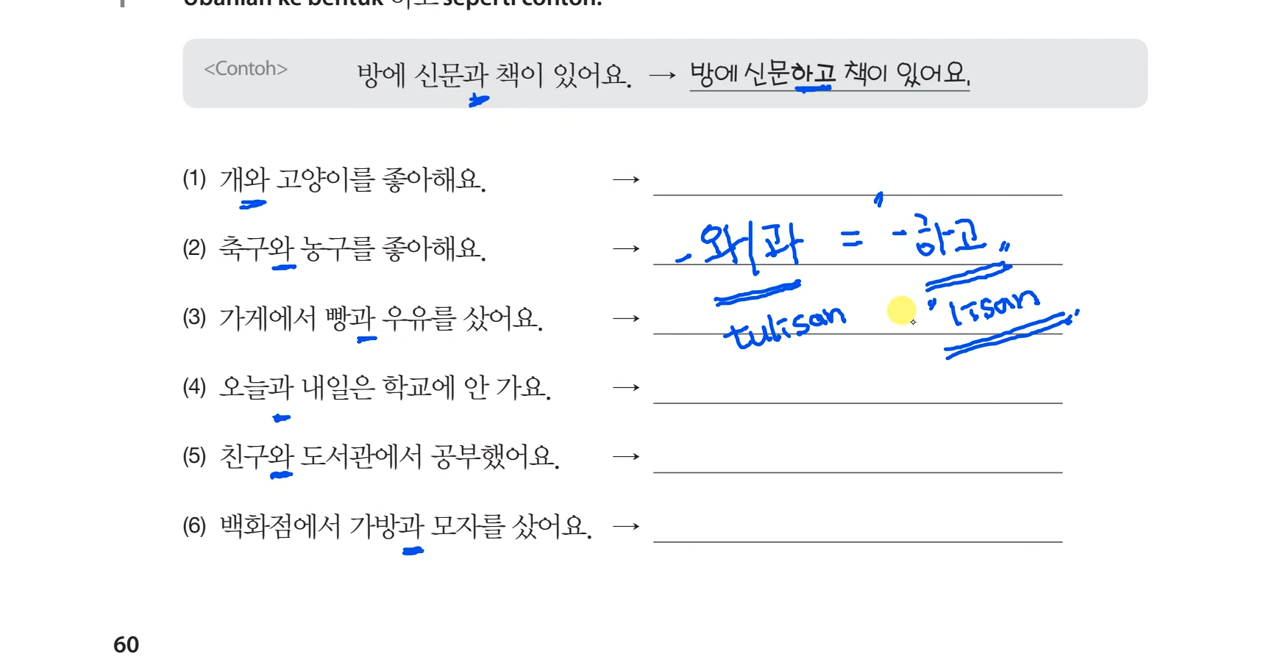 Ubahlah ke bentuk 하고 seperti contoh.
<Contoh> 방에 신문과 책이 있어요. → 방에 신문하고 책이 있어요.
(1) 개와 고양이를 좋아해요. →
(2) 축구와 농구를 좋아해요. →
- 와/과 = -하고
(3) 가게에서 빵과 우유를 샀어요. →
tulisan lisan
(4) 오늘과 내일은 학교에 안 가요. →
(5) 친구와 도서관에서 공부했어요. →
(6) 백화점에서 가방과 모자를 샀어요. →
60